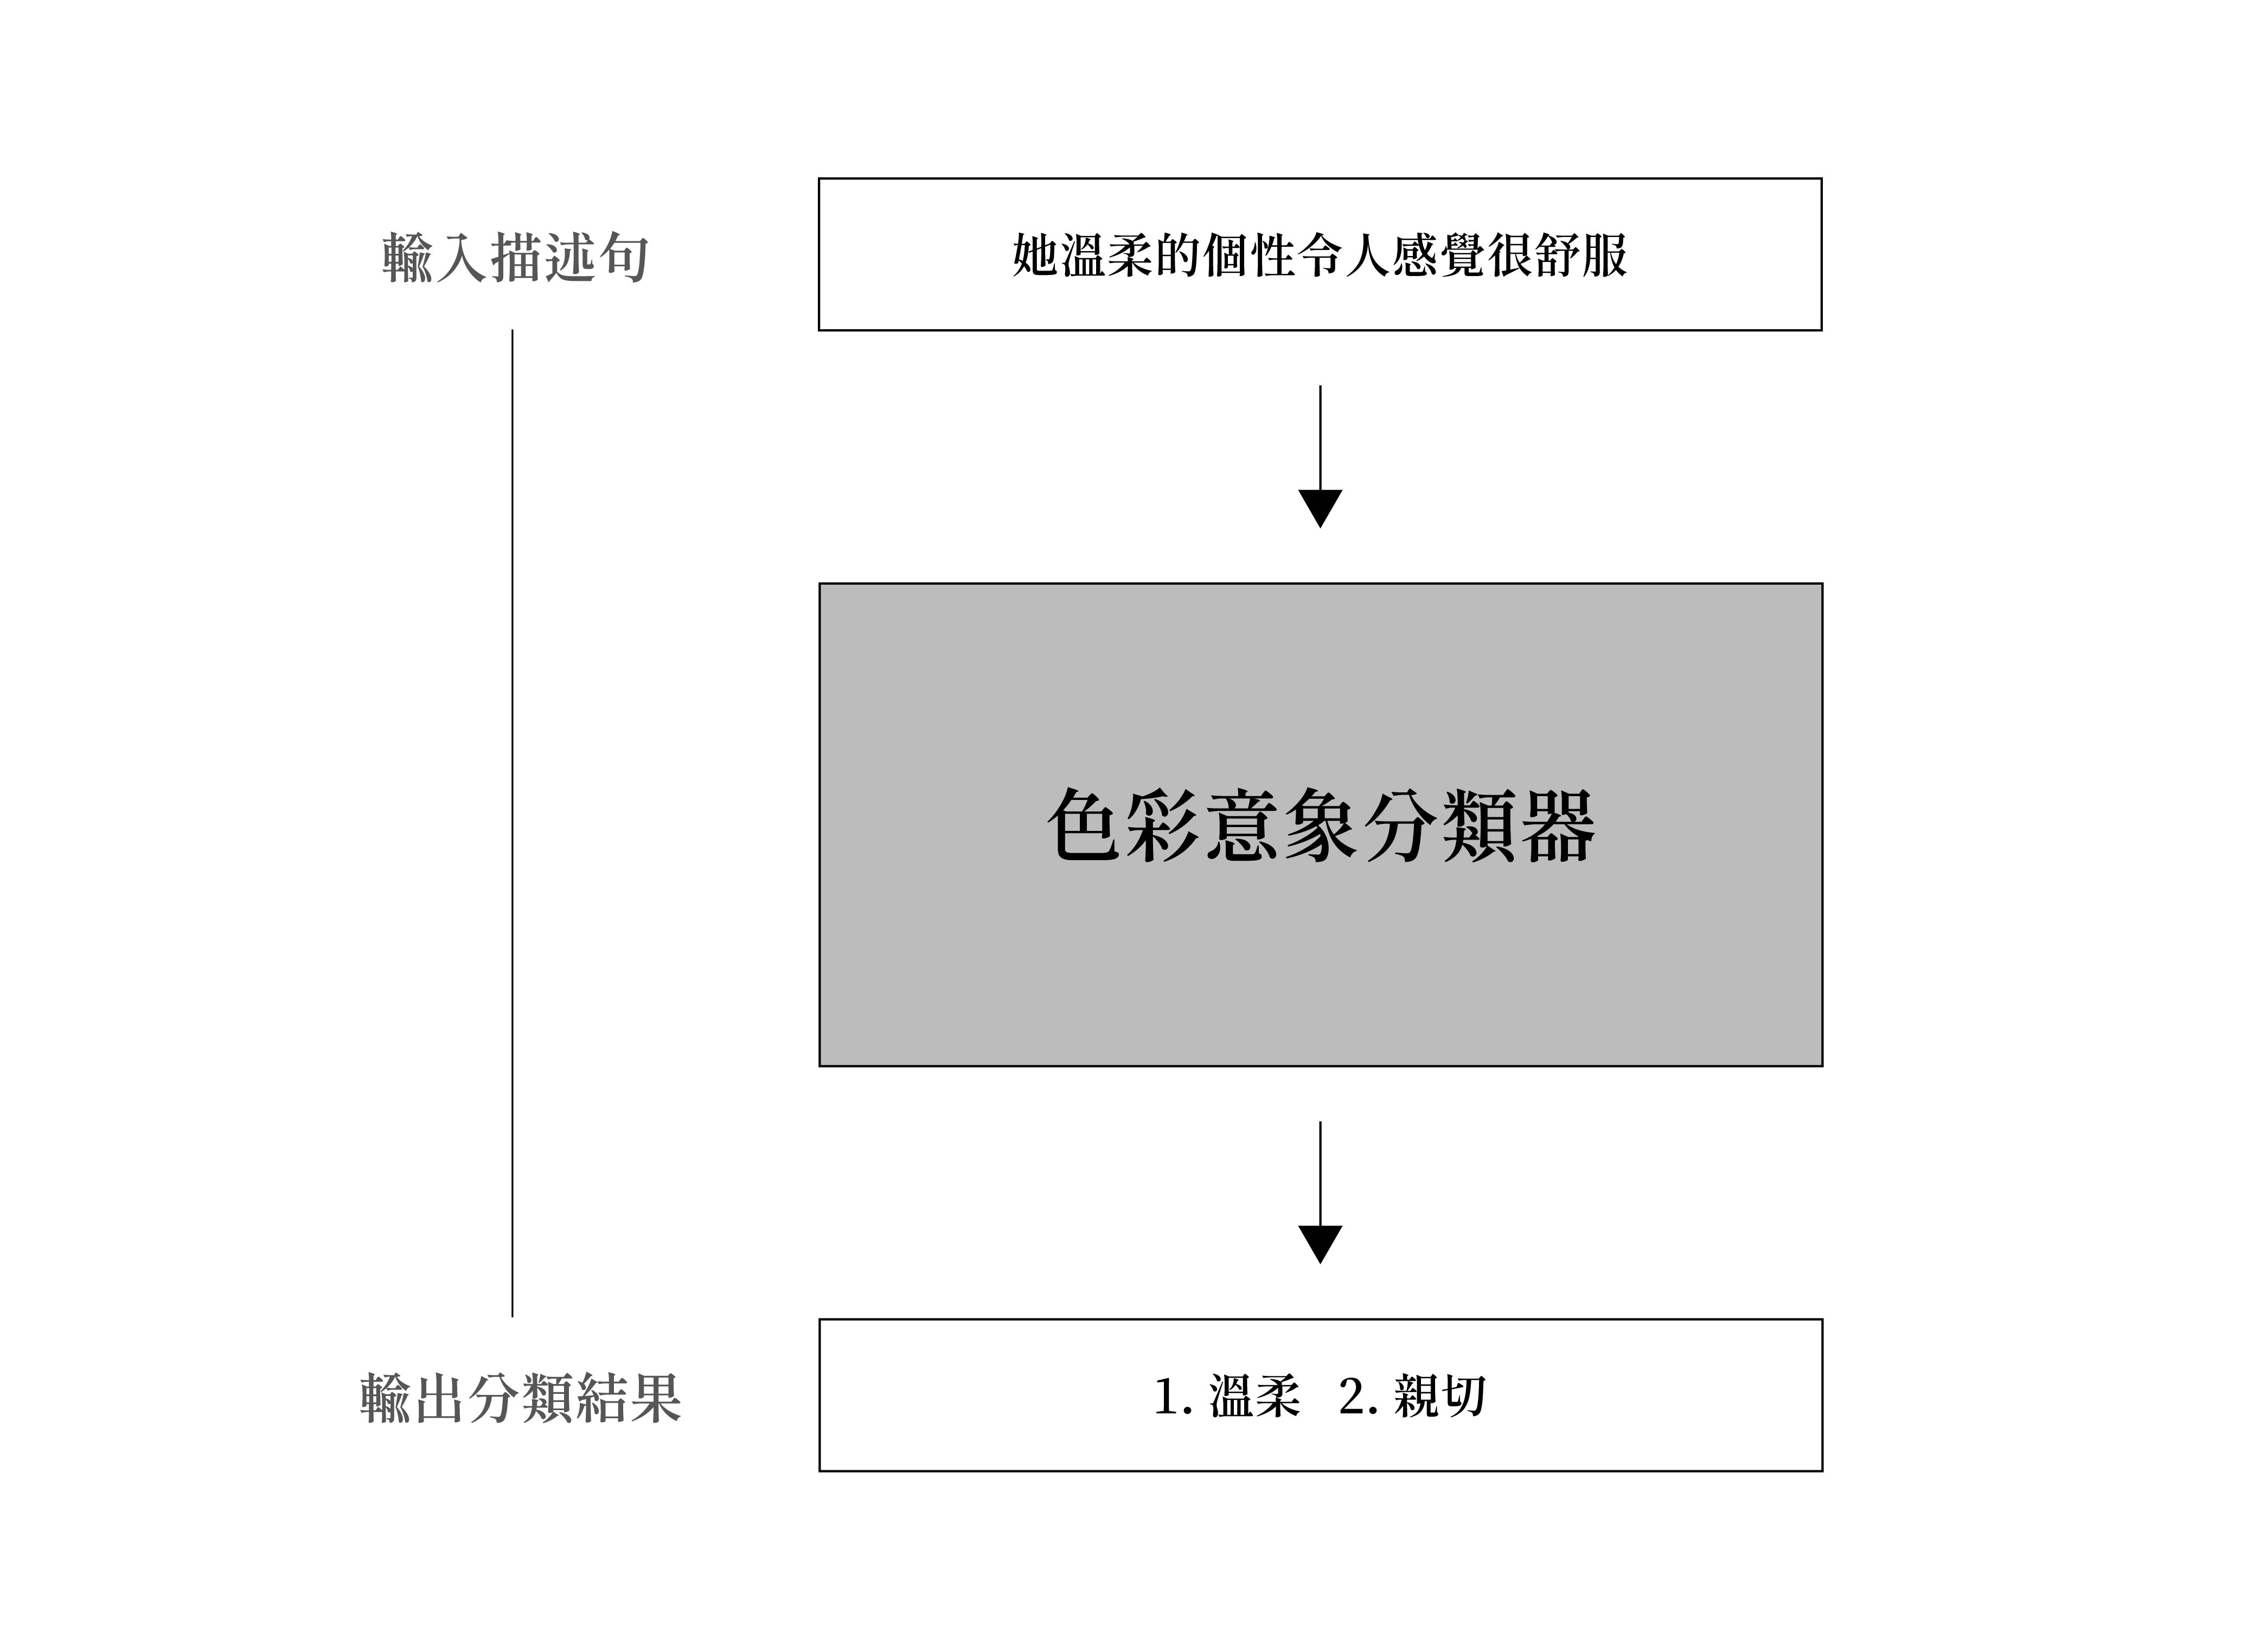 輸入描述句
她溫柔的個性令人感覺很舒服
色彩意象分類器
輸出分類結果
1. 溫柔 2. 親切